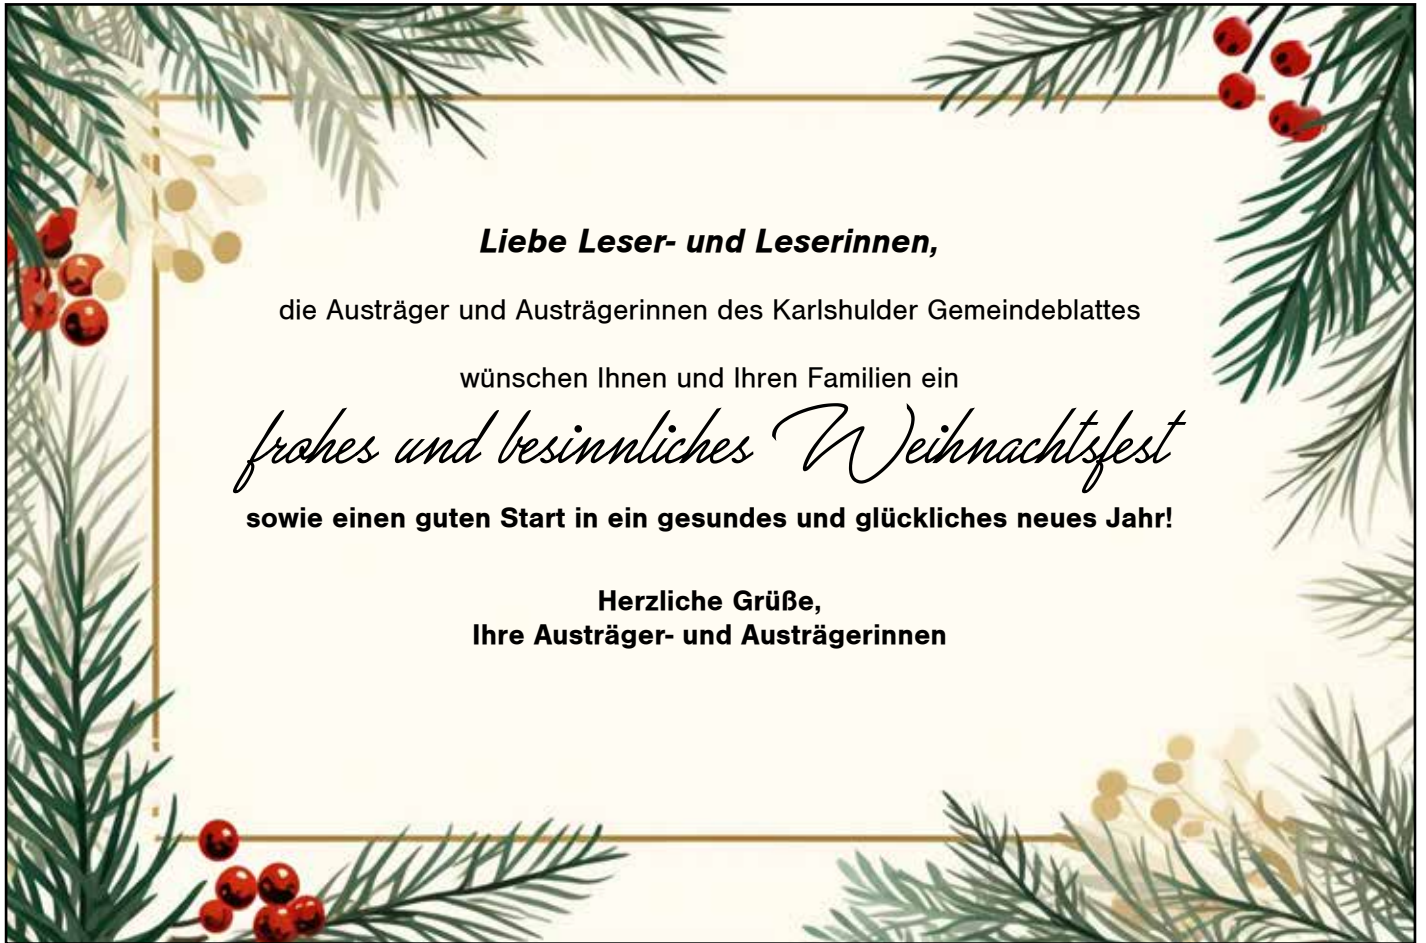 Liebe Leser- und Leserinnen,
die Austräger und Austrägerinnen des Karlshulder Gemeindeblattes
wünschen Ihnen und Ihren Familien ein
frohes und besinnliches Weihnachtsfest
sowie einen guten Start in ein gesundes und glückliches neues Jahr!
Herzliche Grüße,
Ihre Austräger- und Austrägerinnen